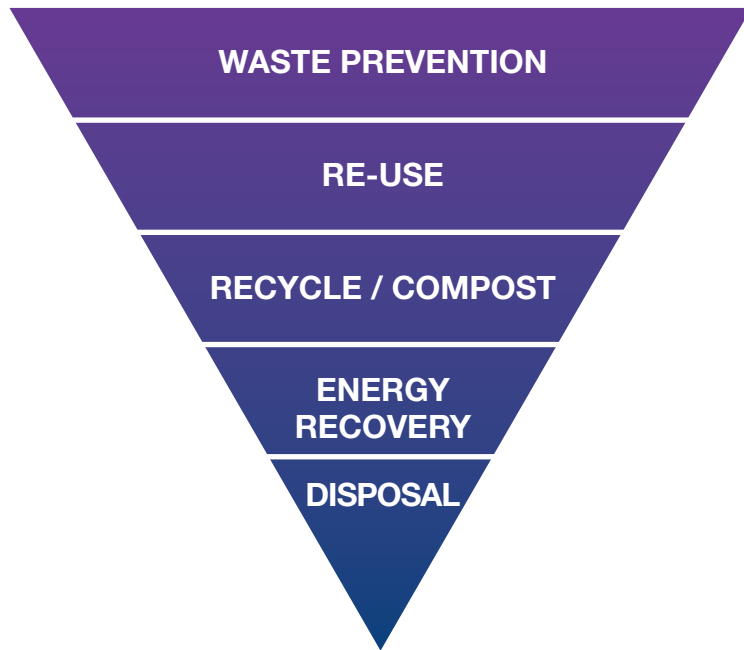 WASTE PREVENTION
RE-USE
RECYCLE / COMPOST
ENERGY
RECOVERY
DISPOSAL